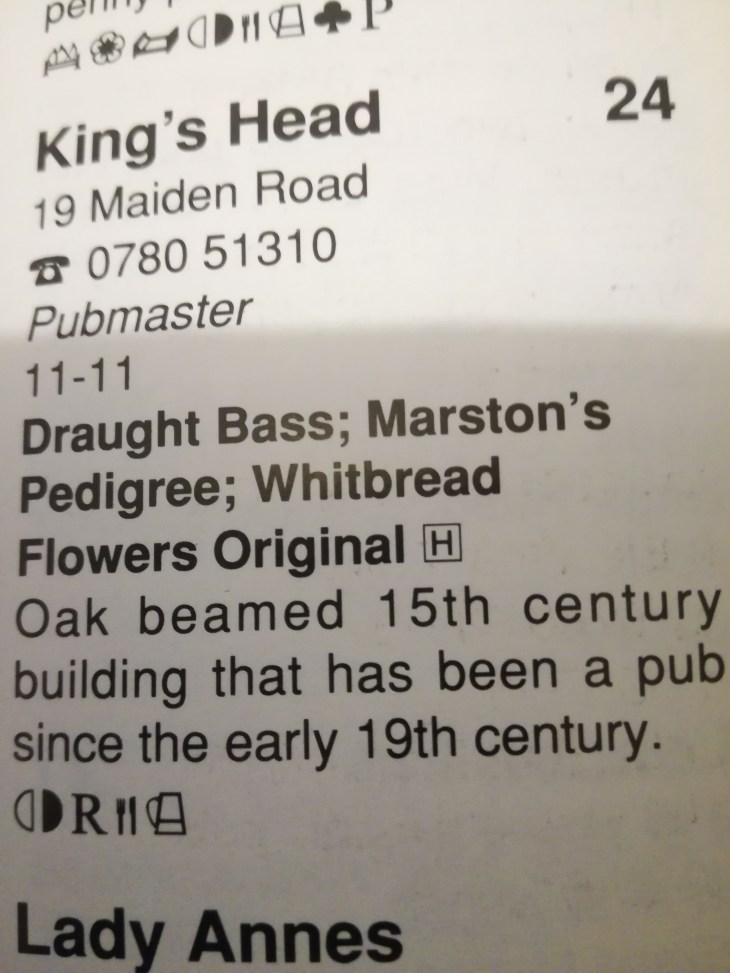 penny
P
King's Head 24
19 Maiden Road
☎ 0780 51310
Pubmaster
11-11
Draught Bass; Marston's
Pedigree; Whitbread
Flowers Original H
Oak beamed 15th century
building that has been a pub
since the early 19th century.
R
Lady Annes